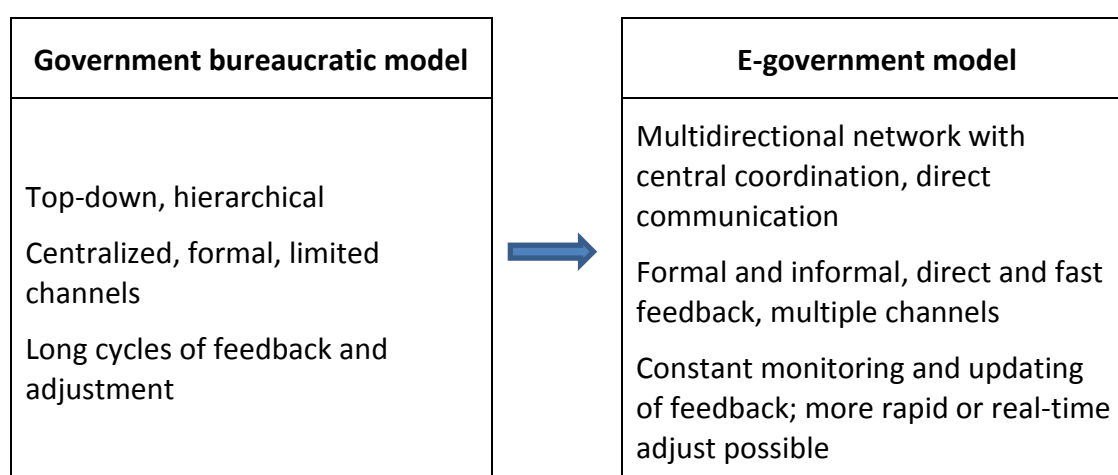 Government bureaucratic model
Top-down, hierarchical
Centralized, formal, limited
channels
Long cycles of feedback and
adjustment
E-government model
Multidirectional network with
central coordination, direct
communication
Formal and informal, direct and fast
feedback, multiple channels
Constant monitoring and updating
of feedback; more rapid or real-time
adjust possible